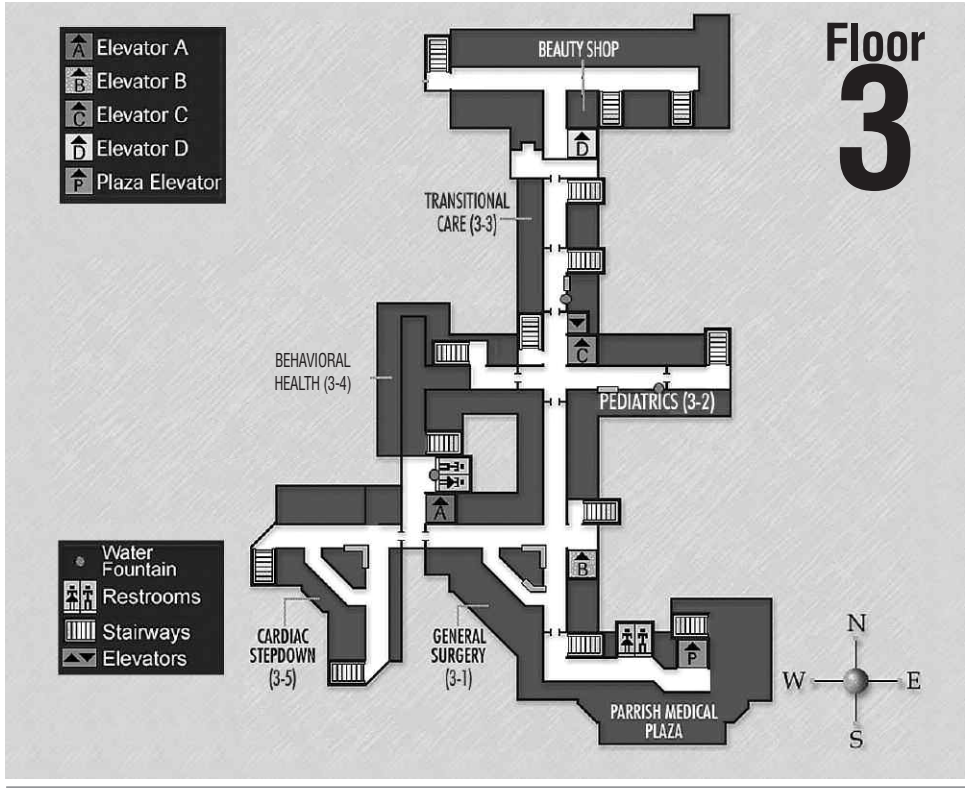 Floor
3
A Elevator A
B Elevator B
C Elevator C
D Elevator D
P Plaza Elevator
BEAUTY SHOP
D
TRANSITIONAL
CARE (3-3)
C
BEHAVIORAL
HEALTH (3-4)
PEDIATRICS (3-2)
A
B
Water
Fountain
Restrooms
Stairways
Elevators
CARDIAC
STEPDOWN
(3-5)
GENERAL
SURGERY
(3-1)
P
PARRISH MEDICAL
PLAZA
N
W
E
S